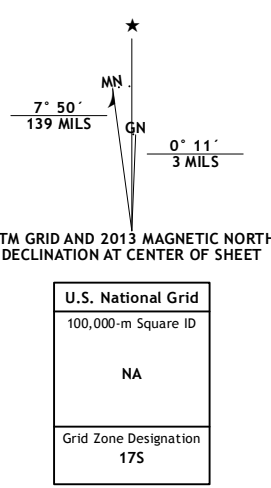 ★
MN
7° 50´
139 MILS
GN
0° 11´
3 MILS
TM GRID AND 2013 MAGNETIC NORTH
DECLINATION AT CENTER OF SHEET
U.S. National Grid
100,000-m Square ID
NA
Grid Zone Designation
17S